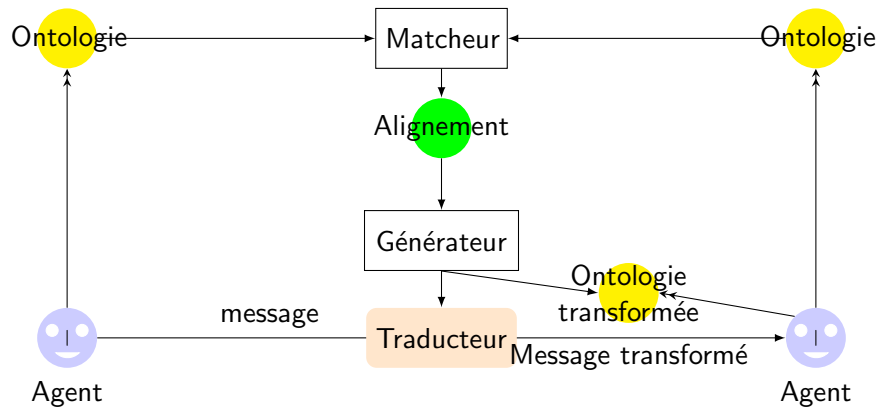 Ontologie
Matcheur
Ontologie
Alignement
Générateur
Ontologie
transformée
message
Traducteur
Message transformé
Agent
Agent